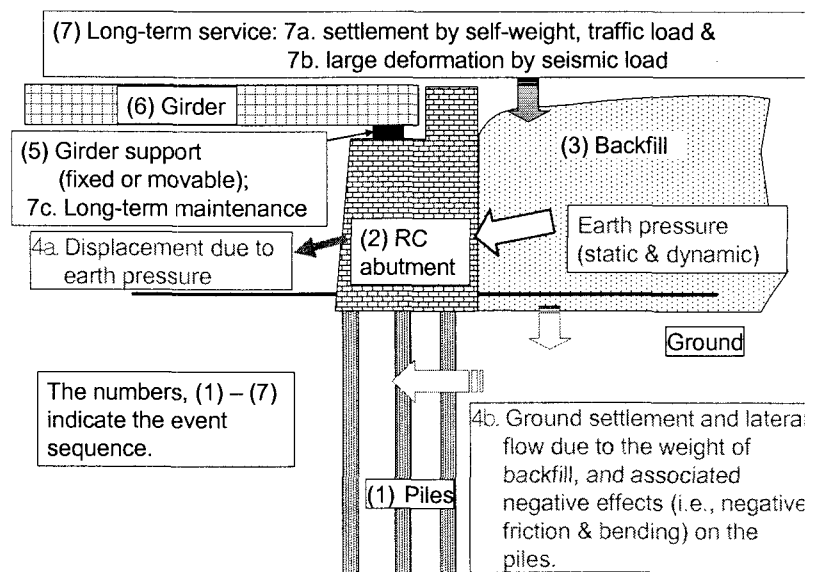 (7) Long-term service: 7a. settlement by self-weight, traffic load &
7b. large deformation by seismic load
(6) Girder
(5) Girder support
(fixed or movable);
7c. Long-term maintenance
(3) Backfill
4a. Displacement due to
earth pressure
(2) RC
abutment
Earth pressure
(static & dynamic)
Ground
The numbers, (1) – (7)
indicate the event
sequence.
(1) Piles
4b. Ground settlement and lateral
flow due to the weight of
backfill, and associated
negative effects (i.e., negative
friction & bending) on the
piles.